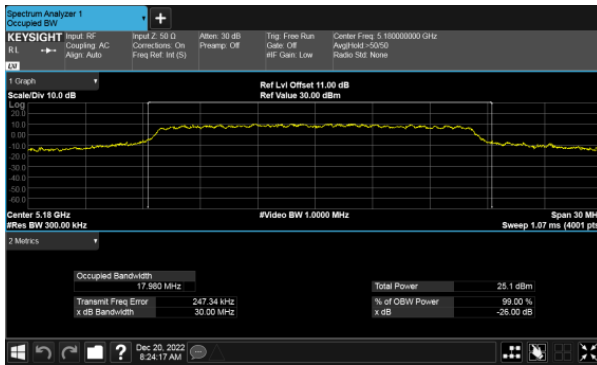 Spectrum Analyzer 1
Occupied BW
+
KEYSIGHT Input: RF Input Z: 50 Ω Atten: 30 dB Trig: Free Run Center Freq: 5.180000000 GHz
RL Coupling: AC Corrections: On Preamp: Off Gate: Off Avg|Hold:>50/50
Align: Auto Freq Ref: Int (S) #IF Gain: Low Radio Std: None
LXI
1 Graph
Scale/Div 10.0 dB Ref Lvl Offset 11.00 dB
Ref Value 30.00 dBm
Log
20.0
10.0
0.00
-10.0
-20.0
-30.0
-40.0
-50.0
-60.0
Center 5.18 GHz #Video BW 1.0000 MHz Span 30 MH
#Res BW 300.00 kHz Sweep 1.07 ms (4001 pts
2 Metrics
Occupied Bandwidth
17.980 MHz Total Power 25.1 dBm
Transmit Freq Error 247.34 kHz % of OBW Power 99.00 %
x dB Bandwidth 30.00 MHz x dB -26.00 dB
? Dec 20, 2022
8:24:17 AM